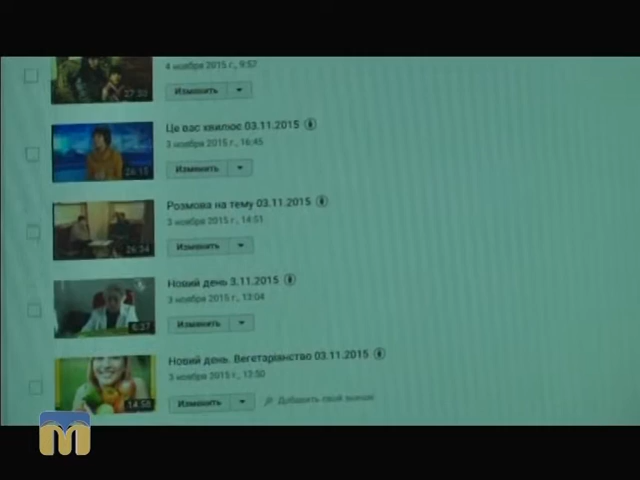 4 ноября 2015 г., 9:57
27:30
Изменить
Це вас хвилює 03.11.2015
3 ноября 2015 г., 16:45
Изменить
Розмова на тему 03.11.2015
3 ноября 2015 г., 14:51
26:34
Изменить
Новий день 3.11.2015
3 ноября 2015 г., 13:04
6:37
Изменить
Новий день. Вегетаріанство 03.11.2015
3 ноября 2015 г., 13:50
14:58
Изменить
Добавить свой значок
M